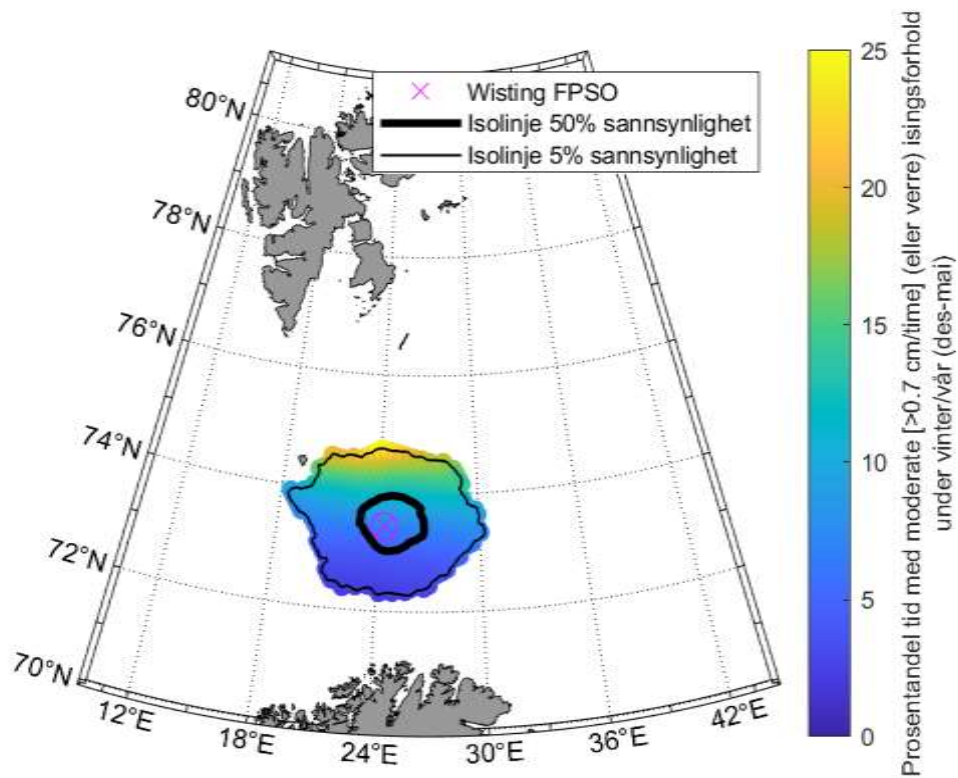 Wisting FPSO
Isolinje 50% sannsynlighet
Isolinje 5% sannsynlighet
80°N
78°N
76°N
74°N
72°N
70°N
12°E
18°E
24°E
30°E
36°E
42°E
25
20
15
10
5
0
Prosentandel tid med moderate [>0.7 cm/time] (eller verre) isingsforhold
under vinter/vår (des-mai)